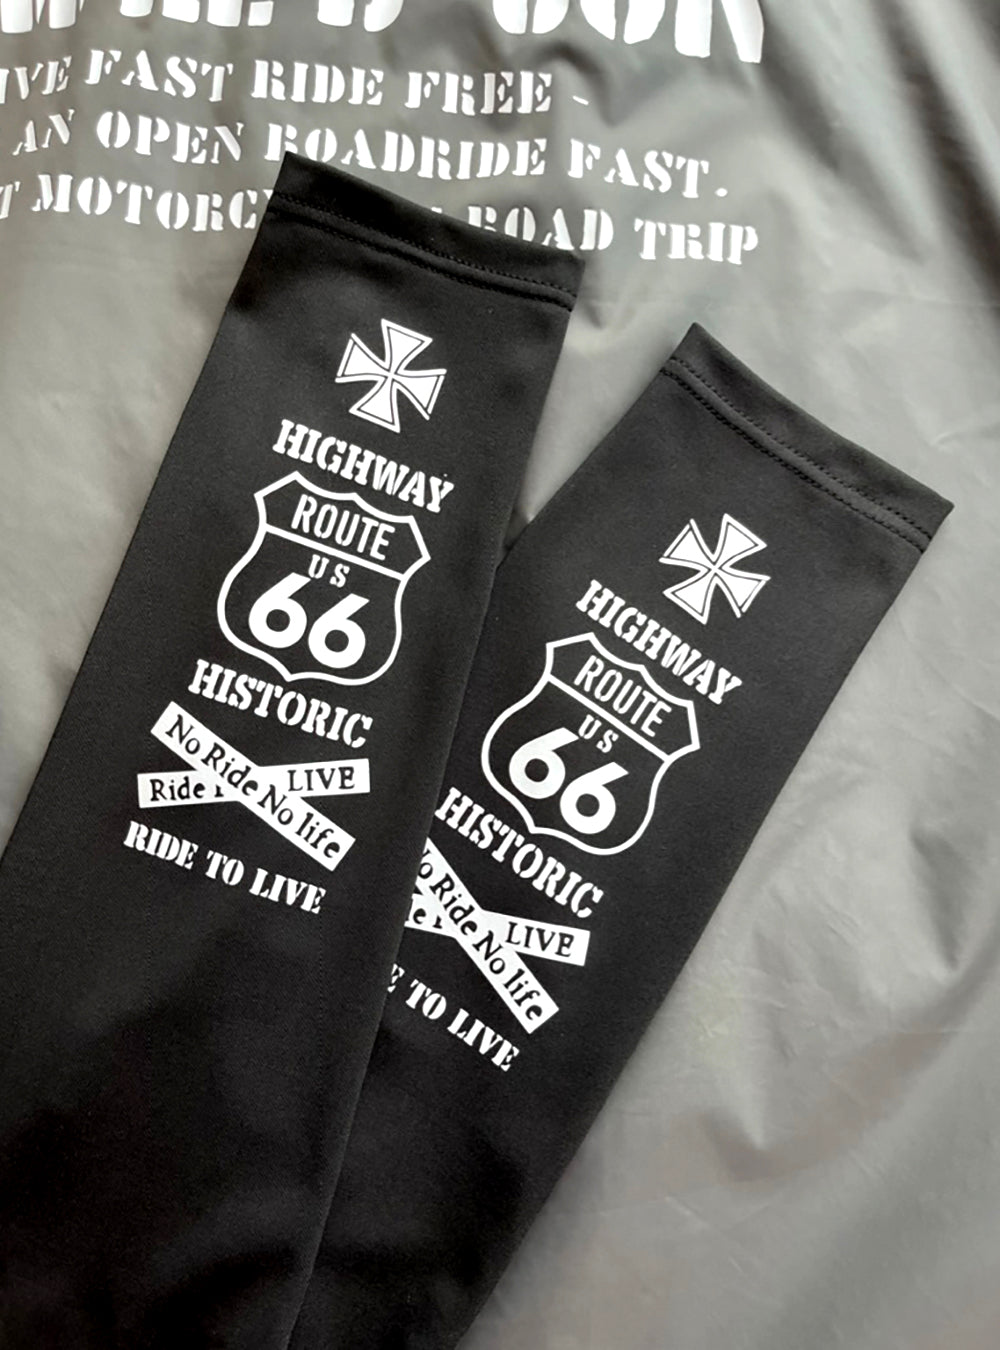 FAST RIDE FREE -
AN OPEN ROADRIDE FAST.
ROAD TRIP
HIGHWAY
ROUTE
US
66
HISTORIC
No Ride No life
Ride
LIVE
RIDE TO LIVE
HIGHWAY
ROUTE
US
66
HISTORIC
Ride No life
LIVE
TO LIVE